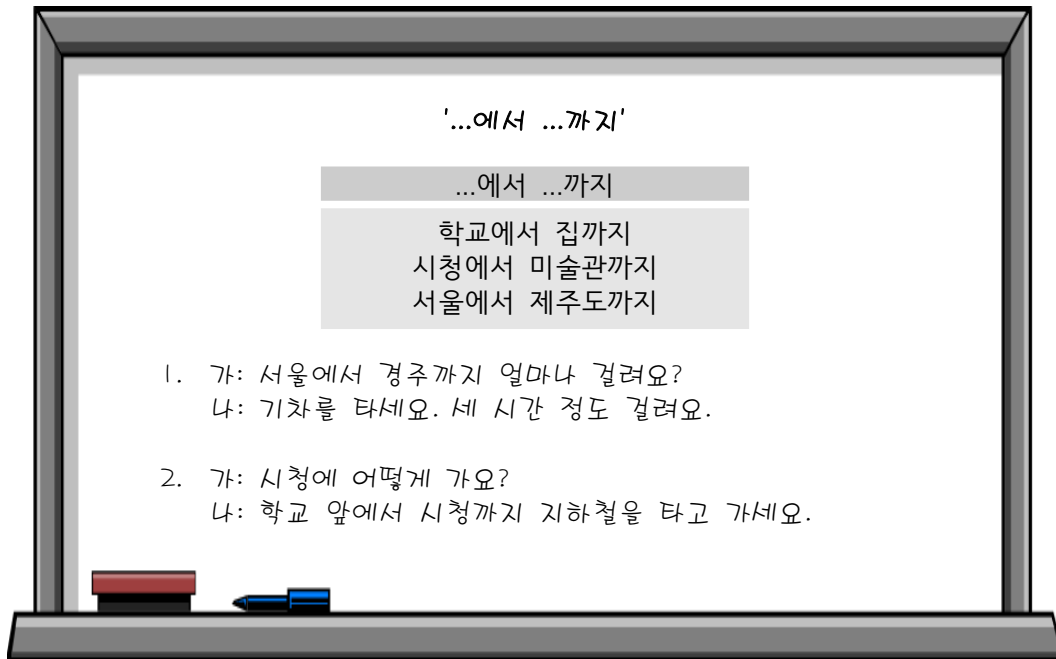 '...에서 ...까지'
...에서 ...까지
학교에서 집까지
시청에서 미술관까지
서울에서 제주도까지
1. 가: 서울에서 경주까지 얼마나 걸려요?
나: 기차를 타세요. 세 시간 정도 걸려요.
2. 가: 시청에 어떻게 가요?
나: 학교 앞에서 시청까지 지하철을 타고 가세요.